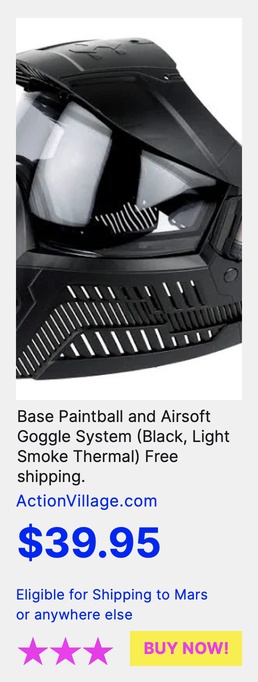 Base Paintball and Airsoft
Goggle System (Black, Light
Smoke Thermal) Free
shipping.
ActionVillage.com
$39.95
Eligible for Shipping to Mars
or anywhere else
BUY NOW!